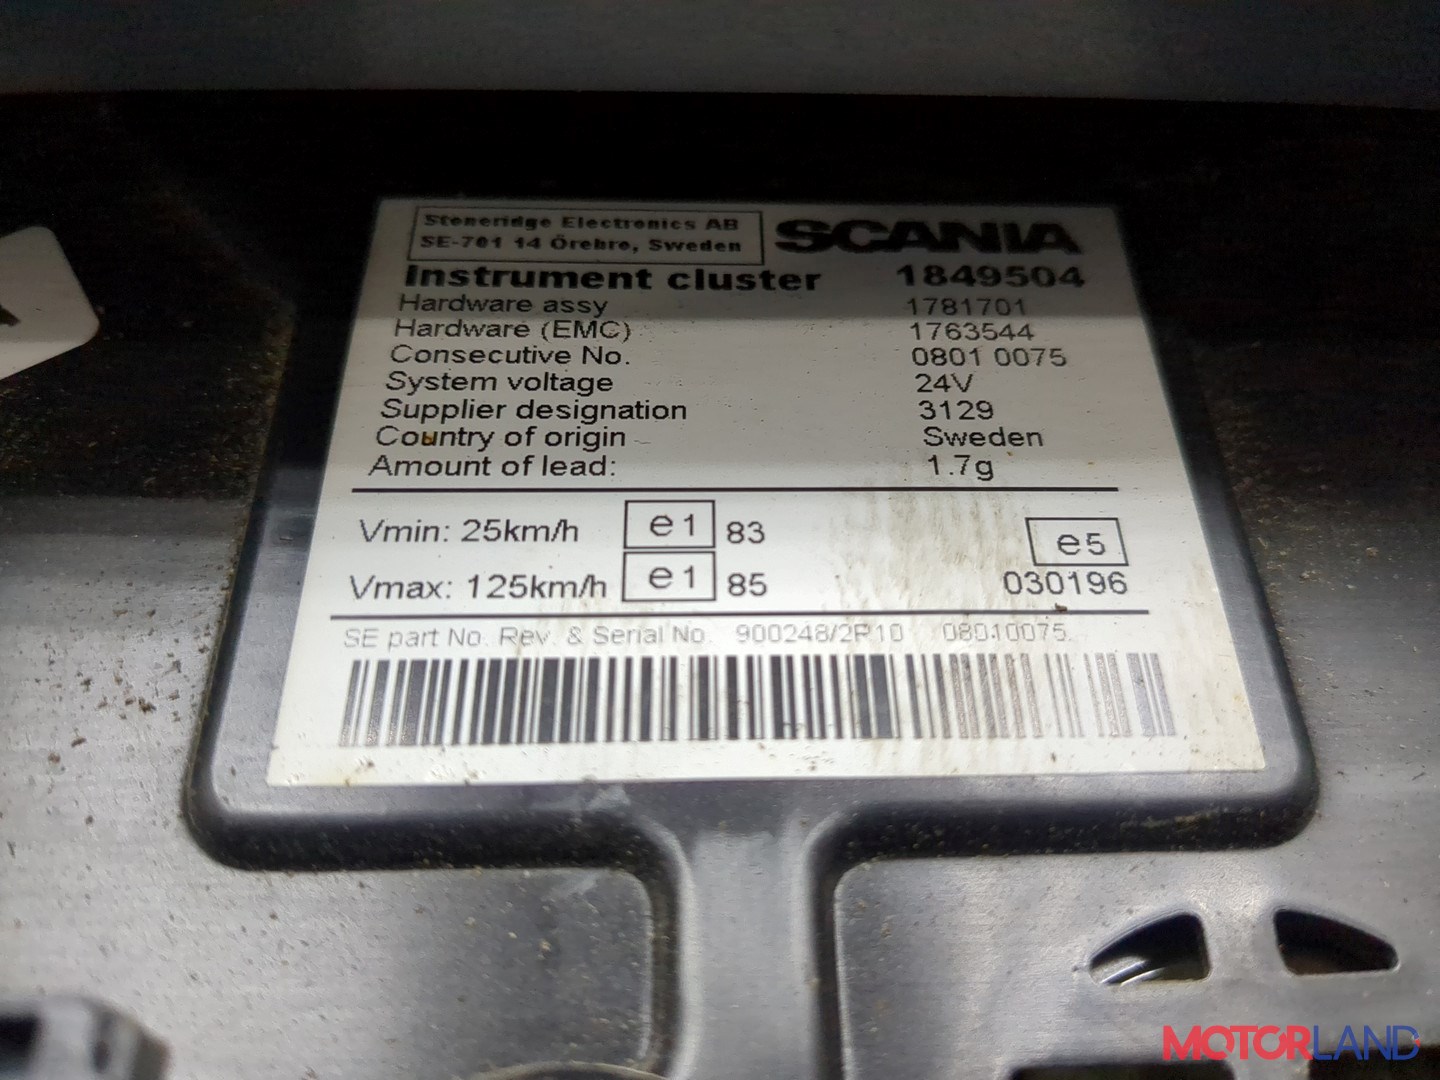 Stoneridge Electronics AB
SE-701 14 Örebro, Sweden
SCANIA
Instrument cluster 1849504
Hardware assy 1781701
Hardware (EMC) 1763544
Consecutive No. 0801 0075
System voltage 24V
Supplier designation 3129
Country of origin Sweden
Amount of lead: 1.7g
Vmin: 25km/h e1 83
e5
Vmax: 125km/h e1 85 030196
SE part No. Rev. & Serial No. 900248/2P10 08010075
MOTORLAND